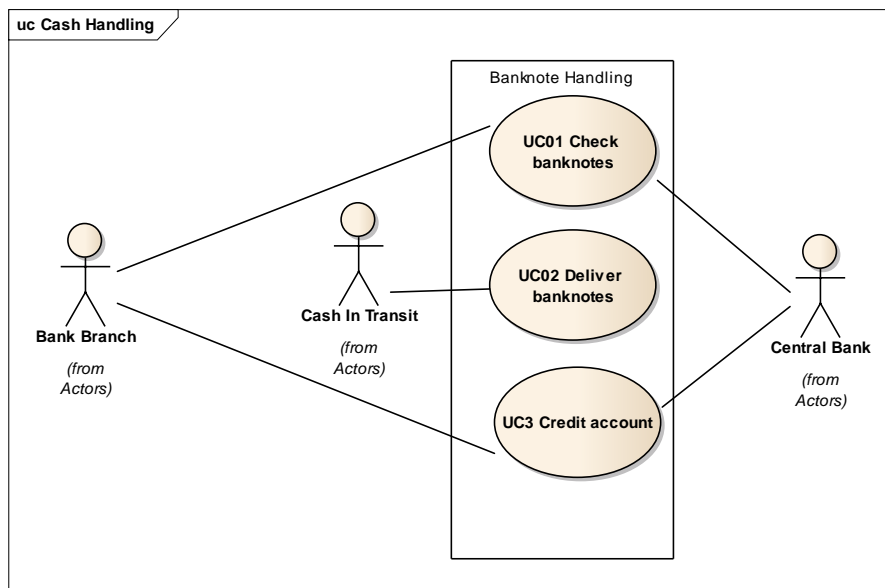 uc Cash Handling
Banknote Handling
UC01 Check
banknotes
UC02 Deliver
banknotes
UC3 Credit account
Bank Branch
(from
Actors)
Cash In Transit
(from
Actors)
Central Bank
(from
Actors)